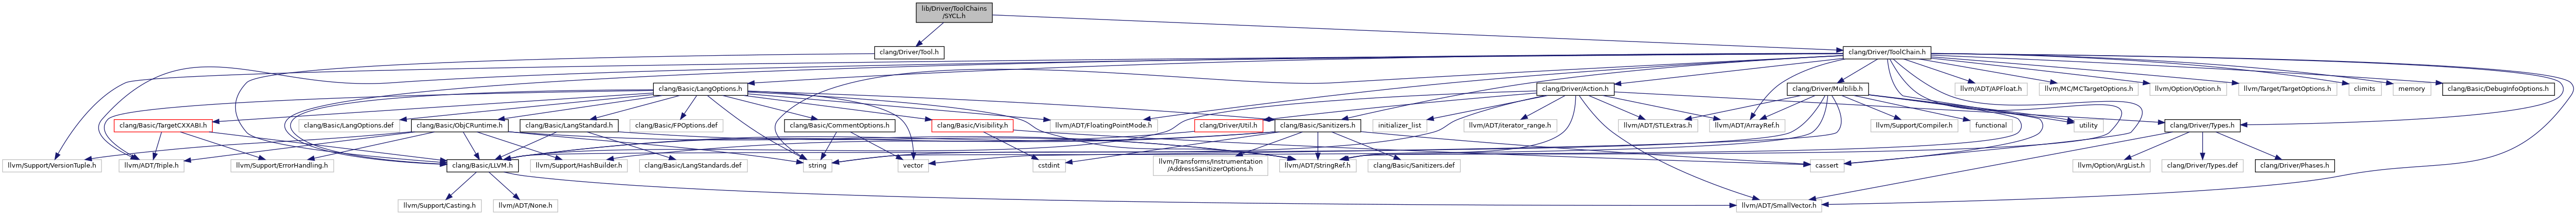 lib/Driver/ToolChains
/SYCL.h
clang/Driver/Tool.h
clang/Driver/ToolChain.h
clang/Basic/LangOptions.h
clang/Driver/Action.h
clang/Driver/Multilib.h
llvm/ADT/APFloat.h
llvm/MC/MCTargetOptions.h
llvm/Option/Option.h
llvm/Target/TargetOptions.h
climits
memory
clang/Basic/DebugInfoOptions.h
clang/Basic/TargetCXXABI.h
clang/Basic/LangOptions.def
clang/Basic/ObjCRuntime.h
clang/Basic/LangStandard.h
clang/Basic/FPOptions.def
clang/Basic/CommentOptions.h
clang/Basic/Visibility.h
llvm/ADT/FloatingPointMode.h
clang/Driver/Util.h
clang/Basic/Sanitizers.h
initializer_list
llvm/ADT/iterator_range.h
llvm/ADT/STLExtras.h
llvm/ADT/ArrayRef.h
llvm/Support/Compiler.h
functional
utility
clang/Driver/Types.h
llvm/Support/VersionTuple.h
llvm/ADT/Triple.h
llvm/Support/ErrorHandling.h
clang/Basic/LLVM.h
llvm/Support/HashBuilder.h
clang/Basic/LangStandards.def
string
vector
cstdint
llvm/Transforms/Instrumentation
/AddressSanitizerOptions.h
llvm/ADT/StringRef.h
clang/Basic/Sanitizers.def
cassert
llvm/Option/ArgList.h
clang/Driver/Types.def
clang/Driver/Phases.h
llvm/Support/Casting.h
llvm/ADT/None.h
llvm/ADT/SmallVector.h